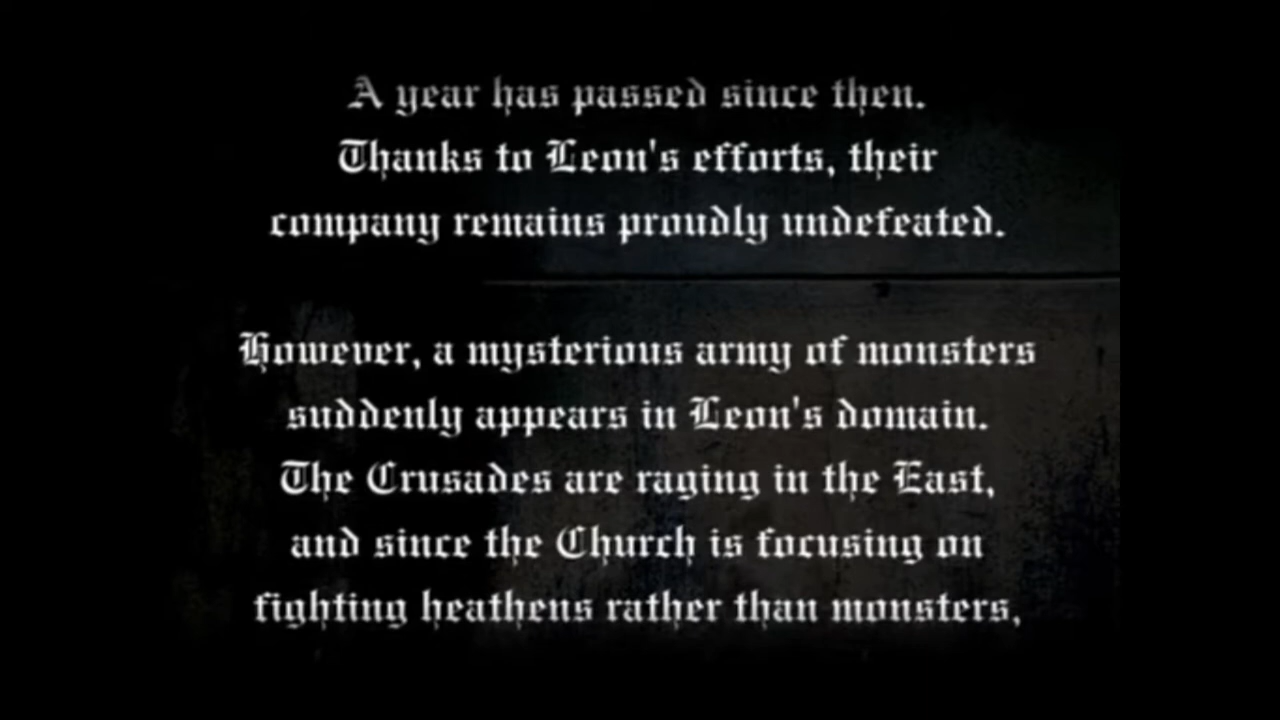 A year has passed since then.
Thanks to Leon's efforts, their
company remains proudly undefeated.
However, a mysterious army of monsters
suddenly appears in Leon's domain.
The Crusades are raging in the East,
and since the Church is focusing on
fighting heathens rather than monsters,